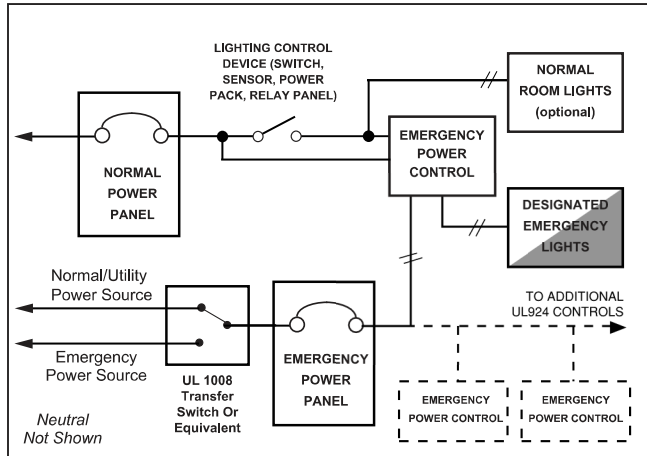 LIGHTING CONTROL
DEVICE (SWITCH,
SENSOR, POWER
PACK, RELAY PANEL)
NORMAL
ROOM LIGHTS
(optional)
EMERGENCY
POWER
CONTROL
NORMAL
POWER
PANEL
DESIGNATED
EMERGENCY
LIGHTS
Normal/Utility
Power Source
TO ADDITIONAL
UL924 CONTROLS
Emergency
Power Source
UL 1008
Transfer
Switch Or
Equivalent
EMERGENCY
POWER
PANEL
EMERGENCY
POWER CONTROL
EMERGENCY
POWER CONTROL
Neutral
Not Shown